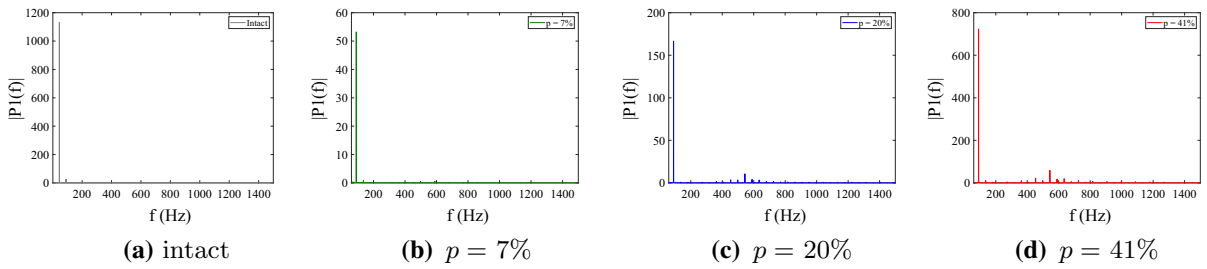 1200
1000
800
600
400
200
0
|P1(f)|
Intact
200 400 600 800 1000 1200 1400
f (Hz)
(a) intact
60
50
40
30
20
10
0
|P1(f)|
p = 7%
200 400 600 800 1000 1200 1400
f (Hz)
(b) p = 7%
200
150
100
50
0
|P1(f)|
p = 20%
200 400 600 800 1000 1200 1400
f (Hz)
(c) p = 20%
800
600
400
200
0
|P1(f)|
p = 41%
200 400 600 800 1000 1200 1400
f (Hz)
(d) p = 41%